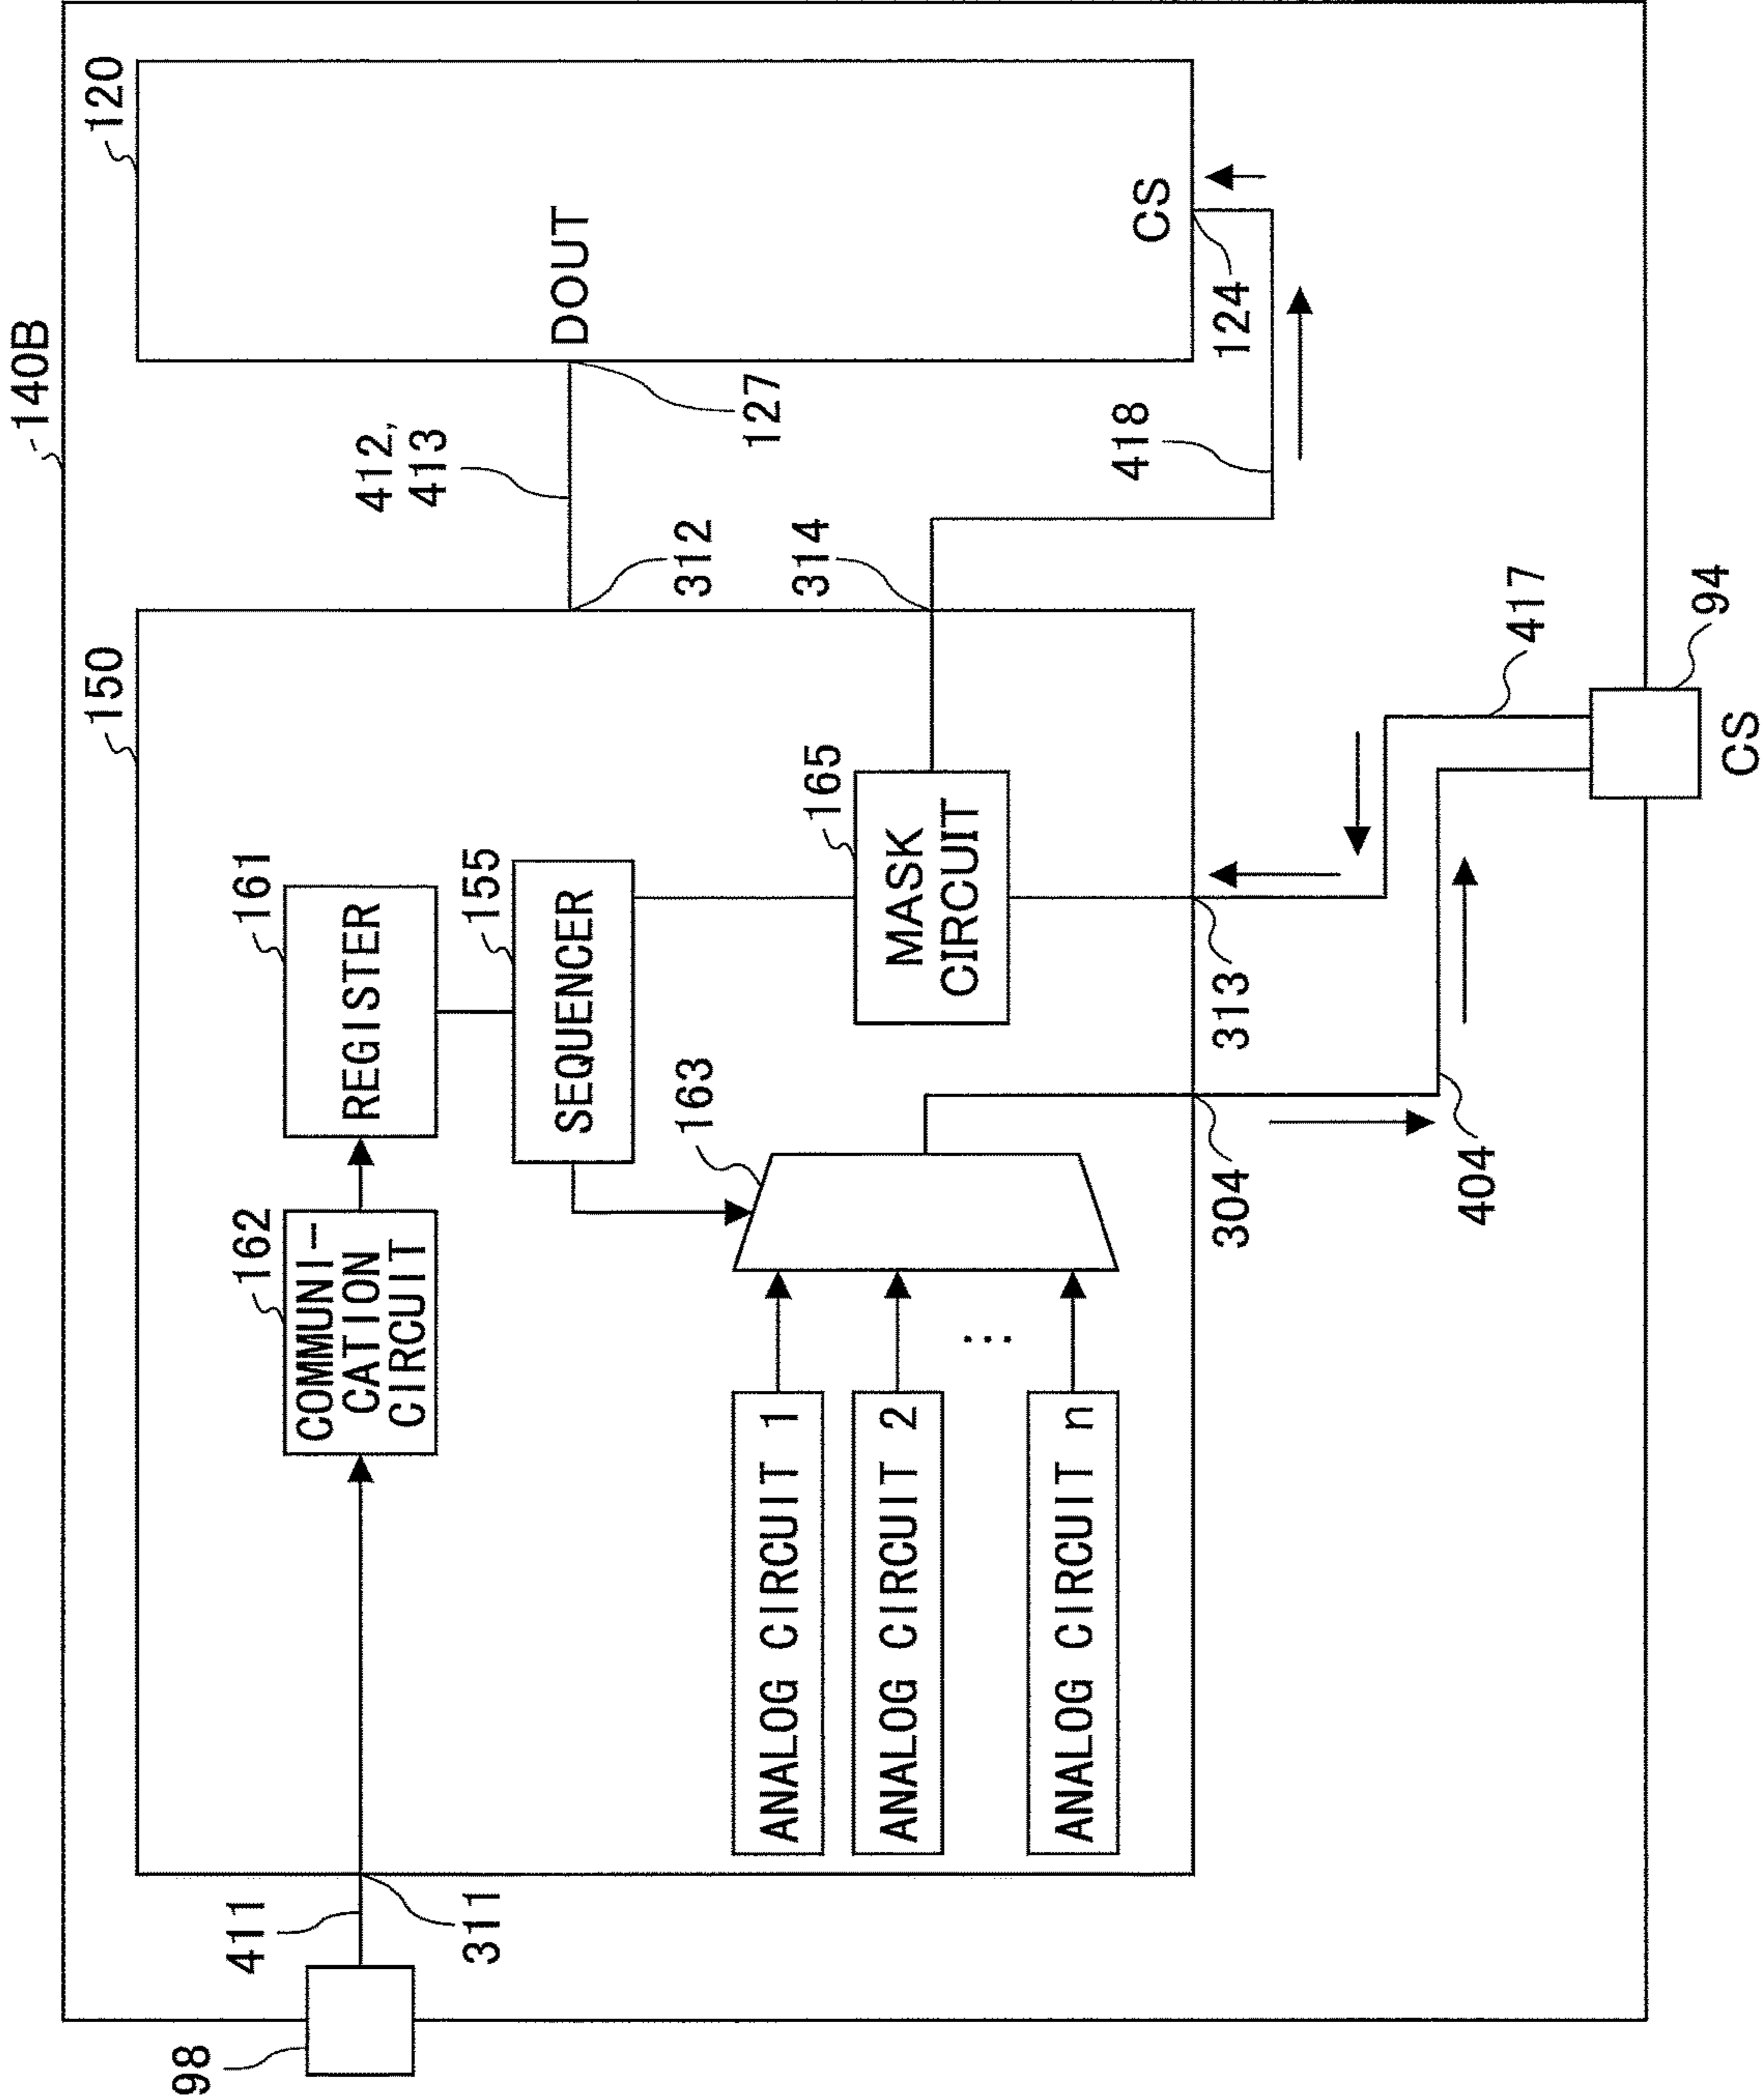 140B
150
120
162
161
COMMUNI-
CATION
CIRCUIT
REGISTER
411
98
311
155
SEQUENCER
412,
413
DOUT
127
312
314
163
165
MASK
CIRCUIT
ANALOG CIRCUIT 1
ANALOG CIRCUIT 2
...
ANALOG CIRCUIT n
418
CS
124
304
313
404
417
94
CS